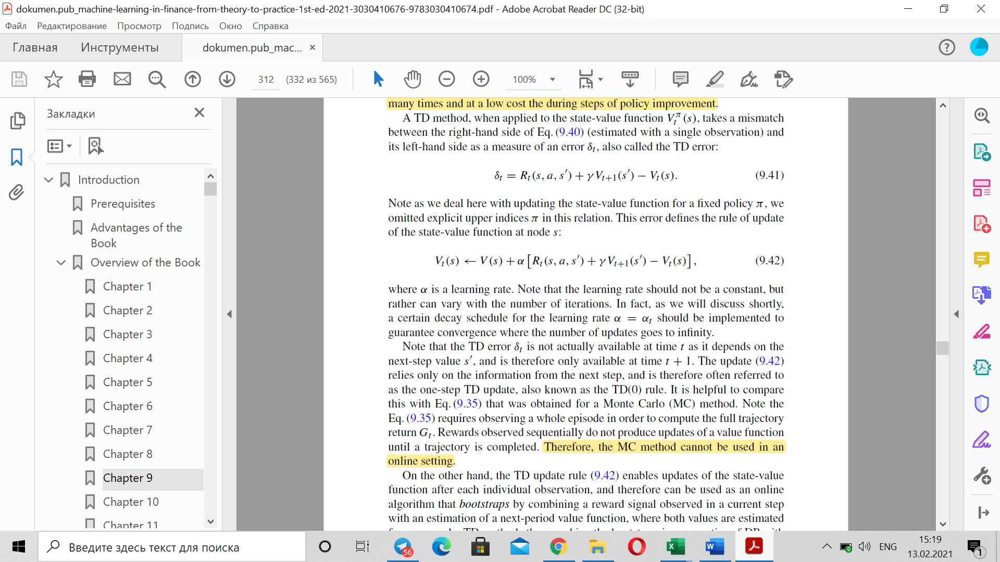 dokumen.pub_machine-learning-in-finance-from-theory-to-practice-1st-ed-2021-3030410676-9783030410674.pdf - Adobe Acrobat Reader DC (32-bit)
Файл Редактирование Просмотр Подпись Окно Справка
Главная Инструменты dokumen.pub_mac... ×
312 (332 из 565) 100%
Закладки
Introduction
Prerequisites
Advantages of the
Book
Overview of the Book
Chapter 1
Chapter 2
Chapter 3
Chapter 4
Chapter 5
Chapter 6
Chapter 7
Chapter 8
Chapter 9
Chapter 10
Chapter 11
many times and at a low cost the during steps of policy improvement.
A TD method, when applied to the state-value function V_t^π(s), takes a mismatch
between the right-hand side of Eq. (9.40) (estimated with a single observation) and
its left-hand side as a measure of an error δ_t, also called the TD error:
δ_t = R_t(s, a, s′) + γV_{t+1}(s′) − V_t(s). (9.41)
Note as we deal here with updating the state-value function for a fixed policy π, we
omitted explicit upper indices π in this relation. This error defines the rule of update
of the state-value function at node s:
V_t(s) ← V(s) + α [R_t(s, a, s′) + γV_{t+1}(s′) − V_t(s)], (9.42)
where α is a learning rate. Note that the learning rate should not be a constant, but
rather can vary with the number of iterations. In fact, as we will discuss shortly,
a certain decay schedule for the learning rate α = α_t should be implemented to
guarantee convergence where the number of updates goes to infinity.
Note that the TD error δ_t is not actually available at time t as it depends on the
next-step value s′, and is therefore only available at time t + 1. The update (9.42)
relies only on the information from the next step, and is therefore often referred to
as the one-step TD update, also known as the TD(0) rule. It is helpful to compare
this with Eq. (9.35) that was obtained for a Monte Carlo (MC) method. Note the
Eq. (9.35) requires observing a whole episode in order to compute the full trajectory
return G_t. Rewards observed sequentially do not produce updates of a value function
until a trajectory is completed. Therefore, the MC method cannot be used in an
online setting.
On the other hand, the TD update rule (9.42) enables updates of the state-value
function after each individual observation, and therefore can be used as an online
algorithm that bootstraps by combining a reward signal observed in a current step
with an estimation of a next-period value function, where both values are estimated
Введите здесь текст для поиска
56
ENG
15:19
13.02.2021
1